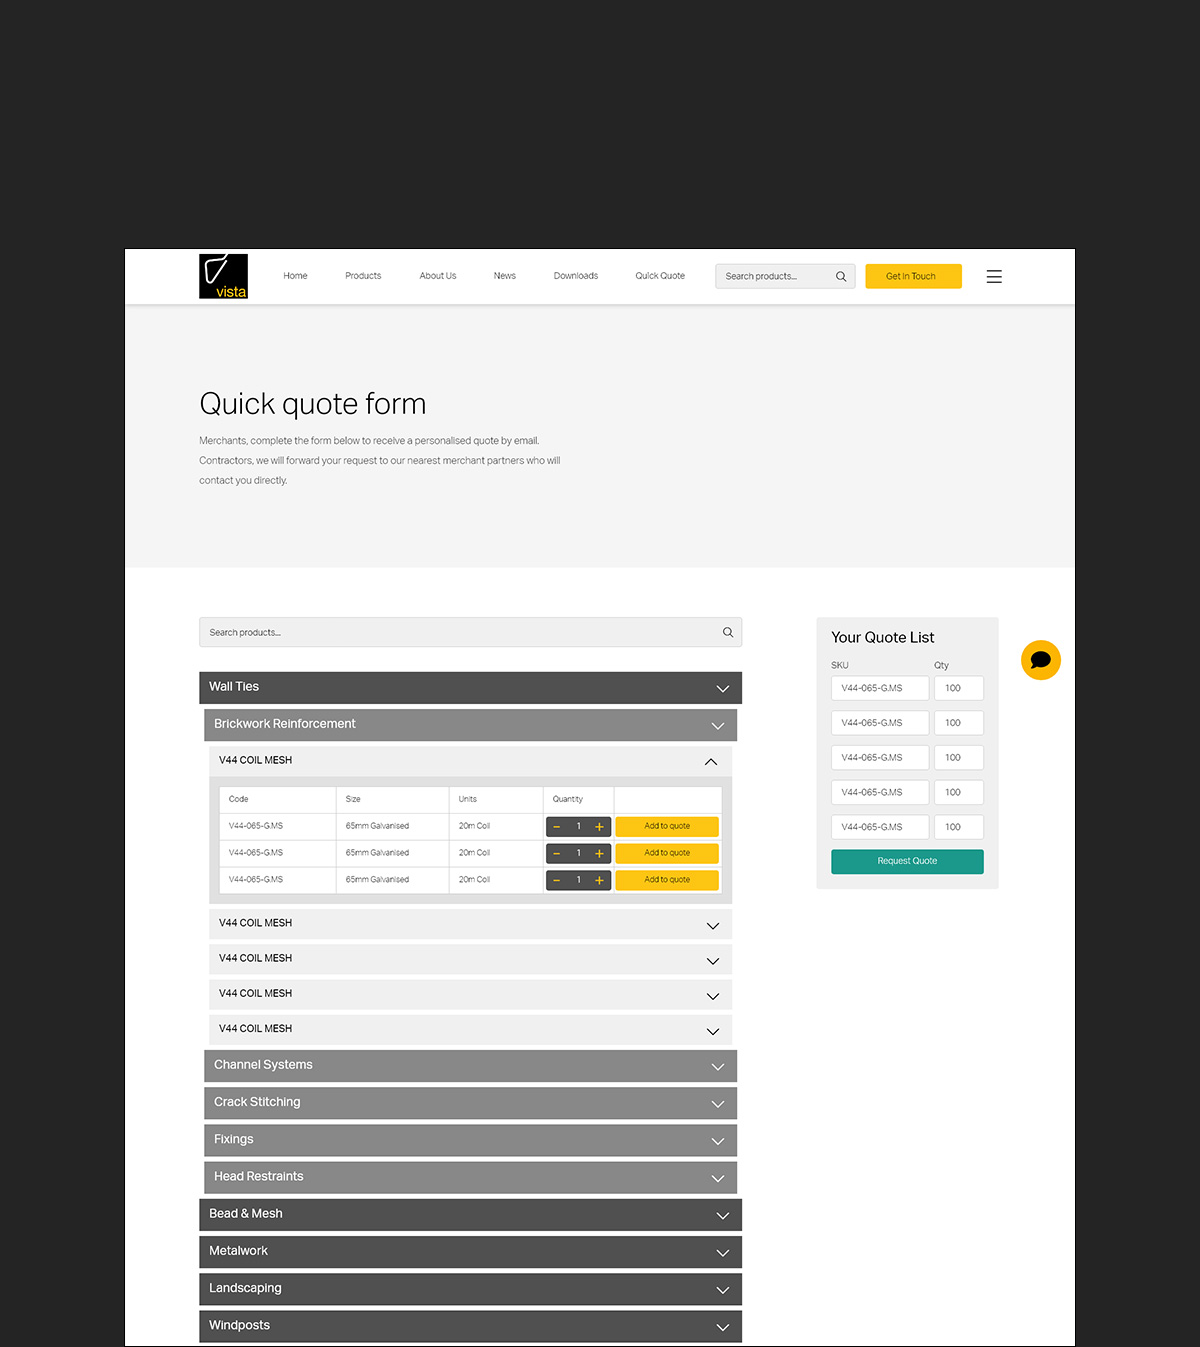 vista
Home
Products
About Us
News
Downloads
Quick Quote
Search products...
Get In Touch
Quick quote form
Merchants, complete the form below to receive a personalised quote by email.
Contractors, we will forward your request to our nearest merchant partners who will
contact you directly.
Search products...
Wall Ties
Brickwork Reinforcement
V44 COIL MESH
Code Size Units Quantity
V44-065-G.MS 65mm Galvanised 20m Coil − 1 + Add to quote
V44-065-G.MS 65mm Galvanised 20m Coil − 1 + Add to quote
V44-065-G.MS 65mm Galvanised 20m Coil − 1 + Add to quote
V44 COIL MESH
V44 COIL MESH
V44 COIL MESH
V44 COIL MESH
Channel Systems
Crack Stitching
Fixings
Head Restraints
Bead & Mesh
Metalwork
Landscaping
Windposts
Your Quote List
SKU Qty
V44-065-G.MS 100
V44-065-G.MS 100
V44-065-G.MS 100
V44-065-G.MS 100
V44-065-G.MS 100
Request Quote